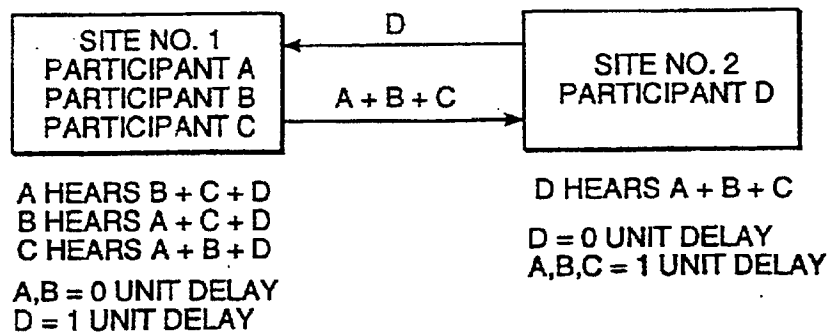 SITE NO. 1
PARTICIPANT A
PARTICIPANT B
PARTICIPANT C
D
A + B + C
SITE NO. 2
PARTICIPANT D
A HEARS B + C + D
B HEARS A + C + D
C HEARS A + B + D
A,B = 0 UNIT DELAY
D = 1 UNIT DELAY
D HEARS A + B + C
D = 0 UNIT DELAY
A,B,C = 1 UNIT DELAY